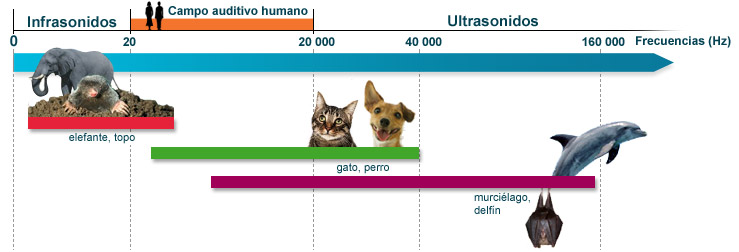 Infrasonidos
Campo auditivo humano
Ultrasonidos
0
20
20 000
40 000
160 000
Frecuencias (Hz)
elefante, topo
gato, perro
murciélago,
delfín